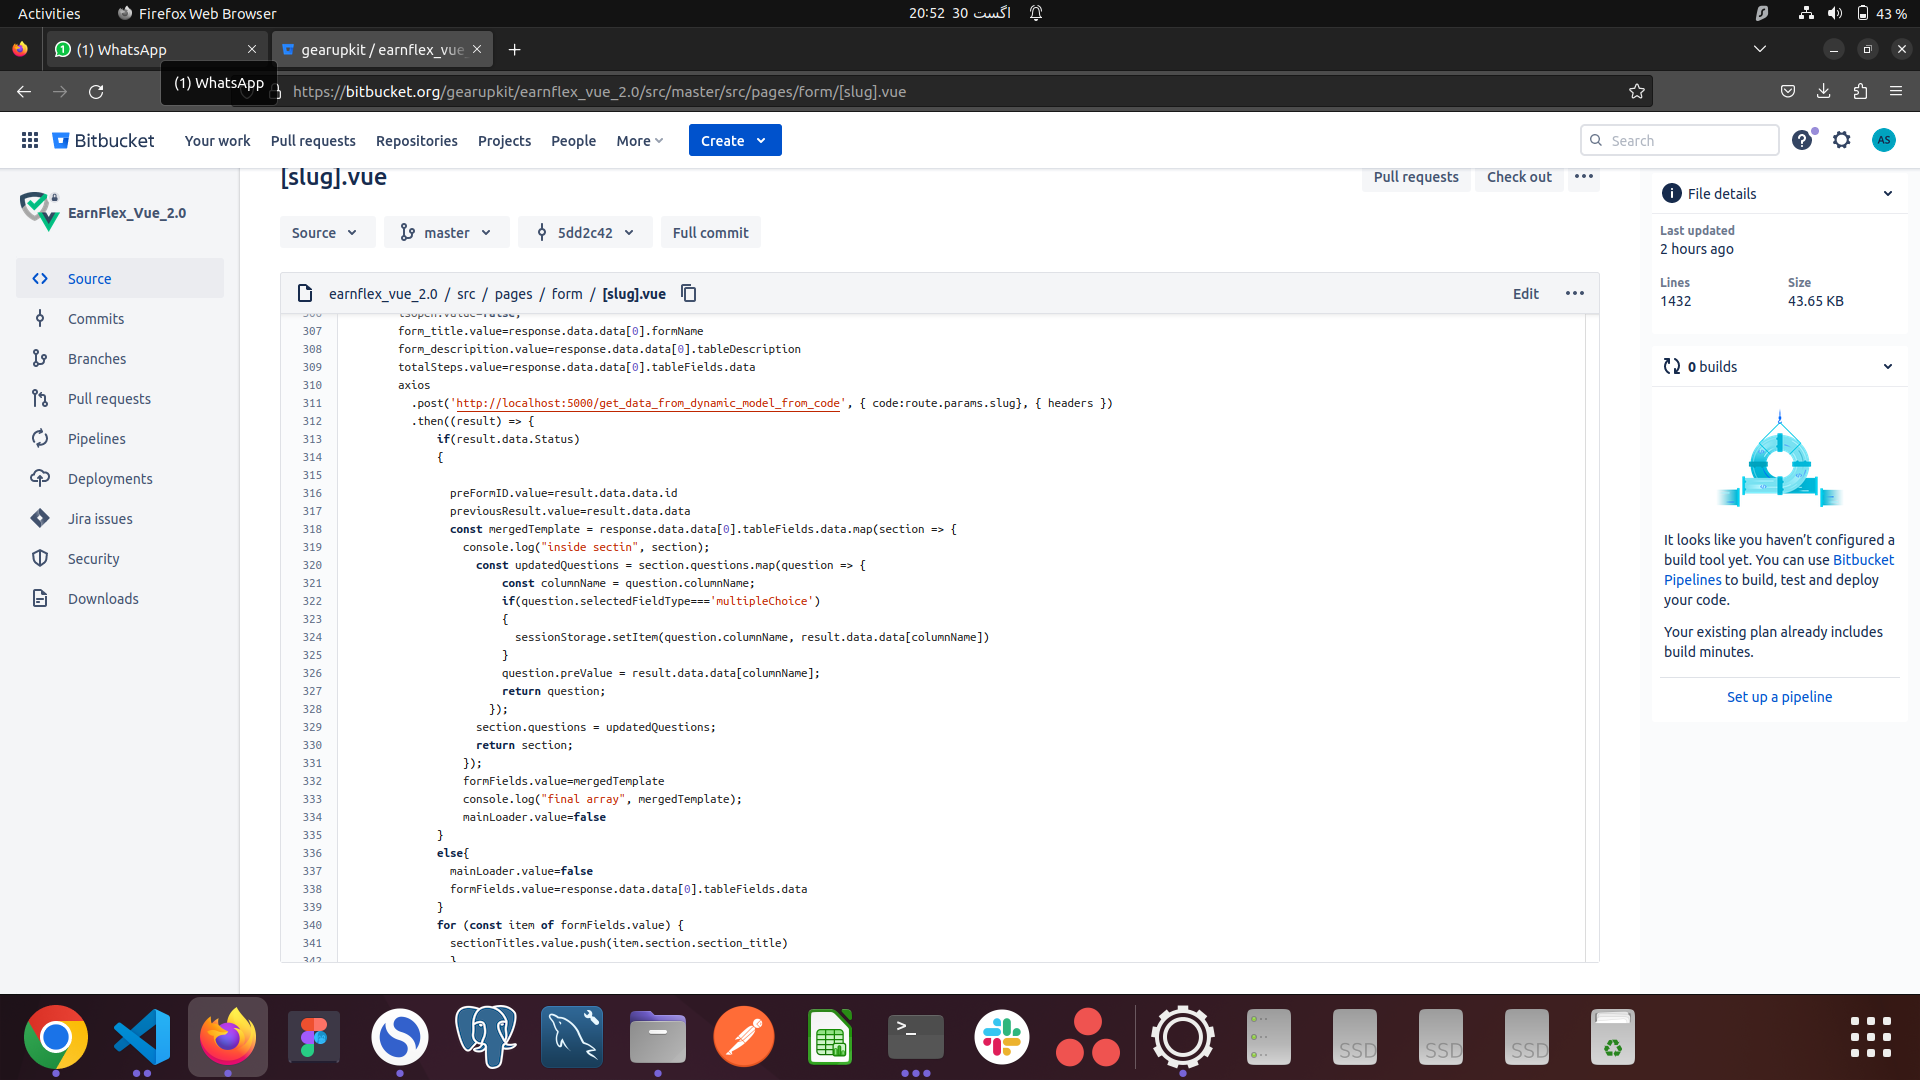 Activities
Firefox Web Browser
20:52 30 اگست
43 %
(1) WhatsApp
gearupkit / earnflex_vue_
(1) WhatsApp
https://bitbucket.org/gearupkit/earnflex_vue_2.0/src/master/src/pages/form/[slug].vue
Bitbucket
Your work
Pull requests
Repositories
Projects
People
More
Create
Search
AS
EarnFlex_Vue_2.0
Source
Commits
Branches
Pull requests
Pipelines
Deployments
Jira issues
Security
Downloads
[slug].vue
Pull requests
Check out
Source
master
5dd2c42
Full commit
earnflex_vue_2.0 / src / pages / form / [slug].vue
Edit
306 isopen.value=false;
307 form_title.value=response.data.data[0].formName
308 form_descripition.value=response.data.data[0].tableDescription
309 totalSteps.value=response.data.data[0].tableFields.data
310 axios
311 .post('http://localhost:5000/get_data_from_dynamic_model_from_code', { code:route.params.slug}, { headers })
312 .then((result) => {
313 if(result.data.Status)
314 {
315
316 preFormID.value=result.data.data.id
317 previousResult.value=result.data.data
318 const mergedTemplate = response.data.data[0].tableFields.data.map(section => {
319 console.log("inside sectin", section);
320 const updatedQuestions = section.questions.map(question => {
321 const columnName = question.columnName;
322 if(question.selectedFieldType==='multipleChoice')
323 {
324 sessionStorage.setItem(question.columnName, result.data.data[columnName])
325 }
326 question.preValue = result.data.data[columnName];
327 return question;
328 });
329 section.questions = updatedQuestions;
330 return section;
331 });
332 formFields.value=mergedTemplate
333 console.log("final array", mergedTemplate);
334 mainLoader.value=false
335 }
336 else{
337 mainLoader.value=false
338 formFields.value=response.data.data[0].tableFields.data
339 }
340 for (const item of formFields.value) {
341 sectionTitles.value.push(item.section.section_title)
342 }
File details
Last updated
2 hours ago
Lines
Size
1432
43.65 KB
0 builds
It looks like you haven’t configured a
build tool yet. You can use Bitbucket
Pipelines to build, test and deploy
your code.
Your existing plan already includes
build minutes.
Set up a pipeline
>_
SSD
SSD
SSD